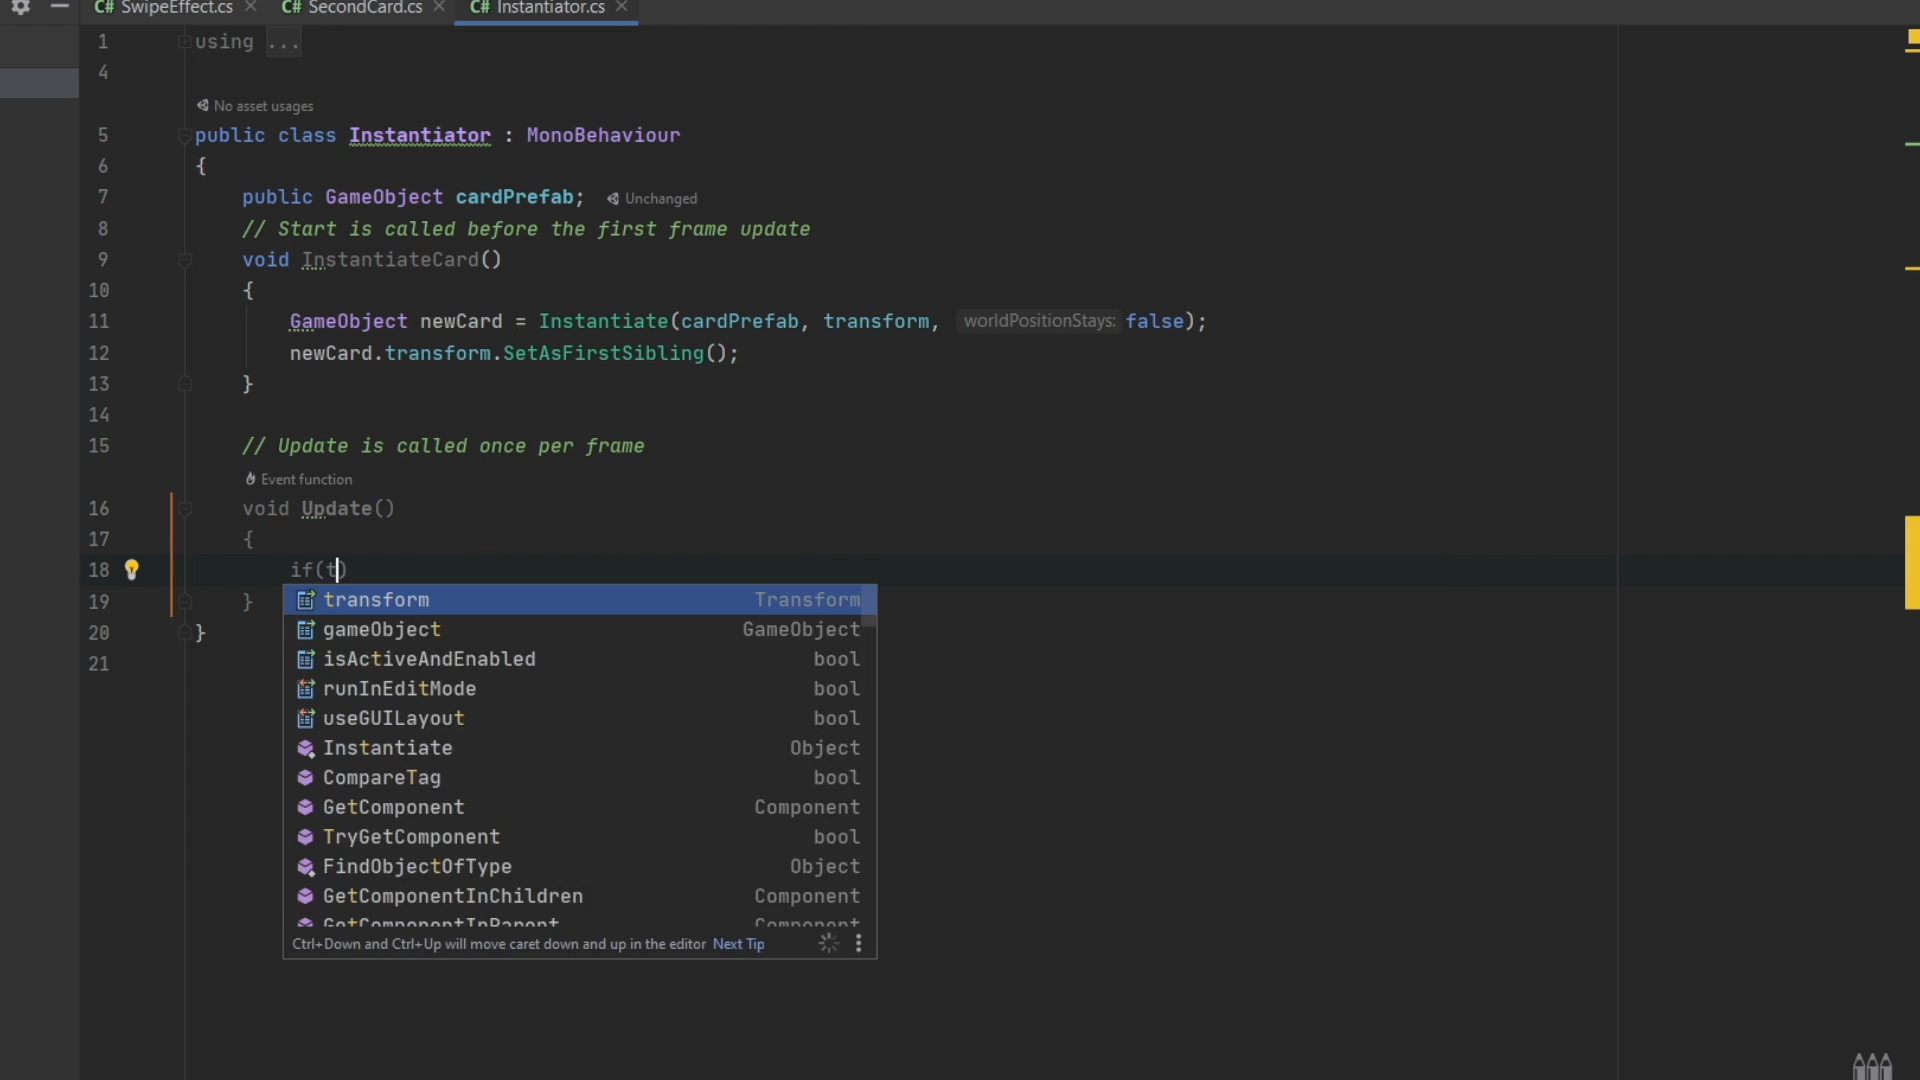 C# SwipeEffect.cs × C# SecondCard.cs × C# Instantiator.cs ×
1 using ...
4
No asset usages
5 public class Instantiator : MonoBehaviour
6 {
7 public GameObject cardPrefab; Unchanged
8 // Start is called before the first frame update
9 void InstantiateCard()
10 {
11 GameObject newCard = Instantiate(cardPrefab, transform, worldPositionStays: false);
12 newCard.transform.SetAsFirstSibling();
13 }
14
15 // Update is called once per frame
Event function
16 void Update()
17 {
18 if(t)
19 }
20 }
21
transform Transform
gameObject GameObject
isActiveAndEnabled bool
runInEditMode bool
useGUILayout bool
Instantiate Object
CompareTag bool
GetComponent Component
TryGetComponent bool
FindObjectOfType Object
GetComponentInChildren Component
GetComponentInParent Component
Ctrl+Down and Ctrl+Up will move caret down and up in the editor Next Tip